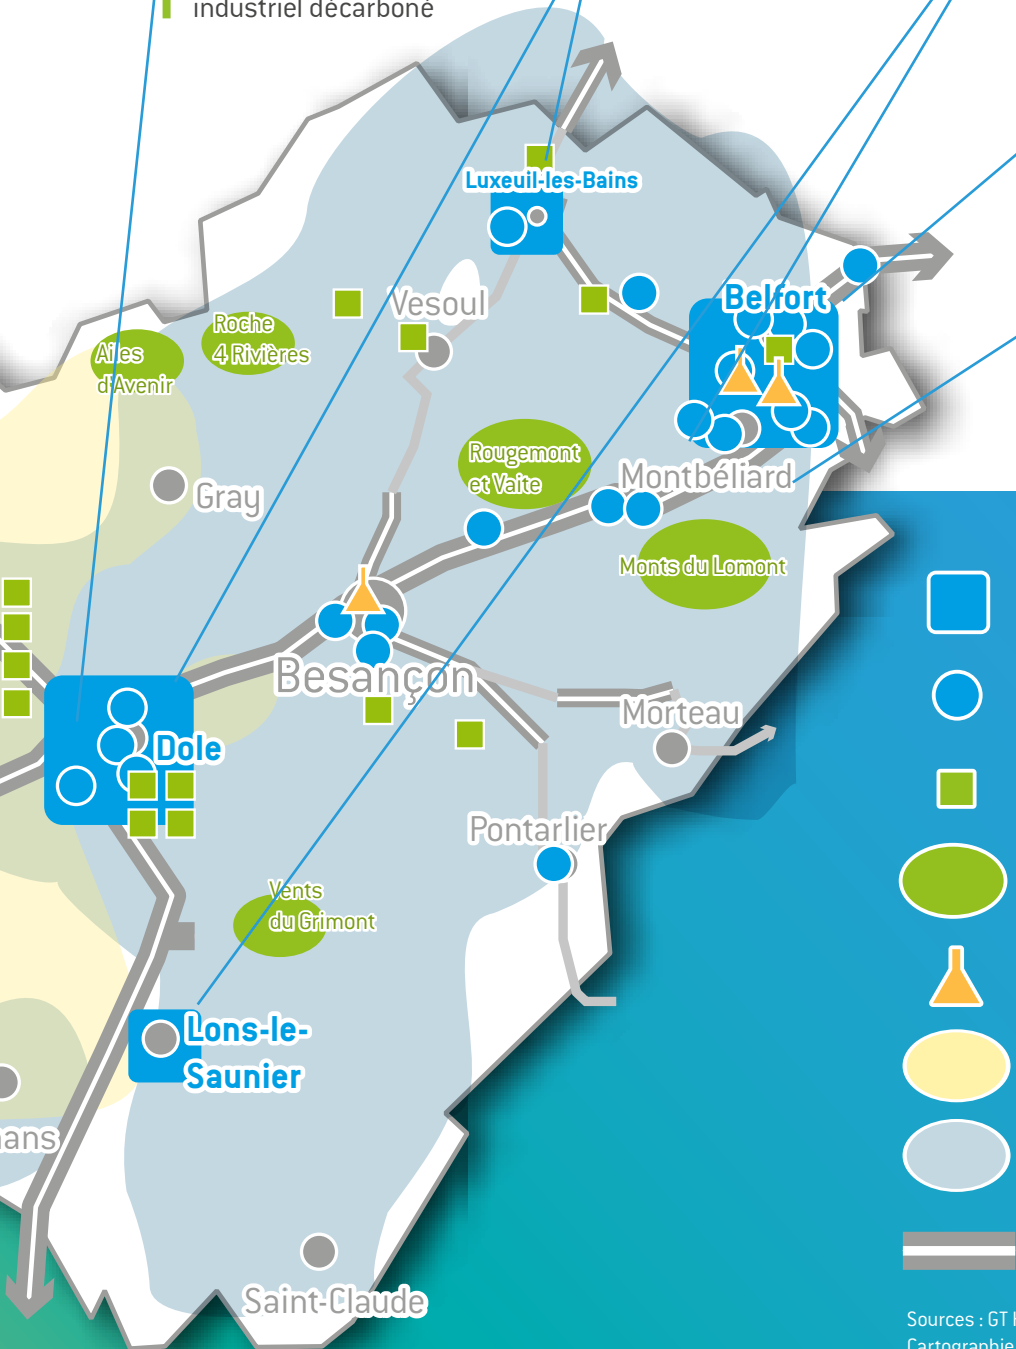 industriel décarboné
Luxeuil-les-Bains
Vesoul
Belfort
Roche
4 Rivières
Ailes
d'Avenir
Rougemont
et Vaite
Montbéliard
Gray
Monts du Lomont
Besançon
Morteau
Dole
Pontarlier
Vents
du Grimont
Lons-le-
Saunier
Saint-Claude
Sources : GT
Cartographie